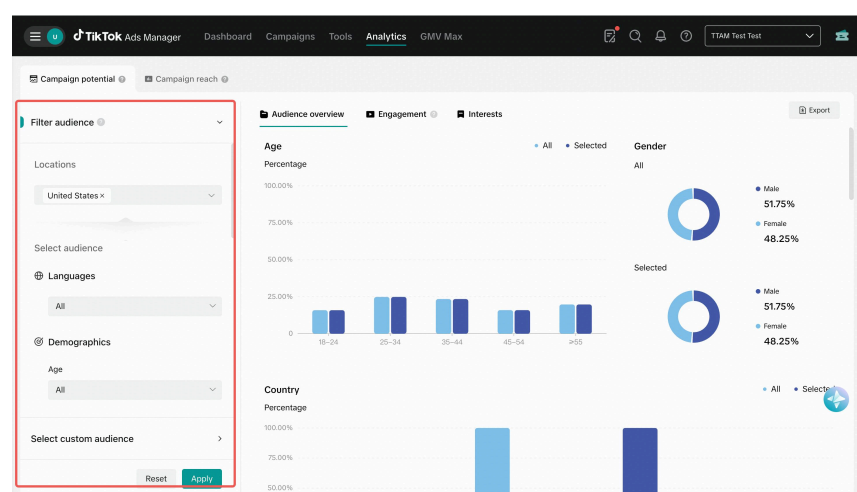 U
TikTok Ads Manager
Dashboard
Campaigns
Tools
Analytics
GMV Max
TTAM Test Test
Campaign potential
Campaign reach
Filter audience
Locations
United States ×
Select audience
Languages
All
Demographics
Age
All
Select custom audience
Reset
Apply
Audience overview
Engagement
Interests
Export
Age
All
Selected
Percentage
100.00%
75.00%
50.00%
25.00%
0
18–24
25–34
35–44
45–54
≥55
Gender
All
Male
51.75%
Female
48.25%
Selected
Male
51.75%
Female
48.25%
Country
All
Selecte
Percentage
100.00%
75.00%
50.00%